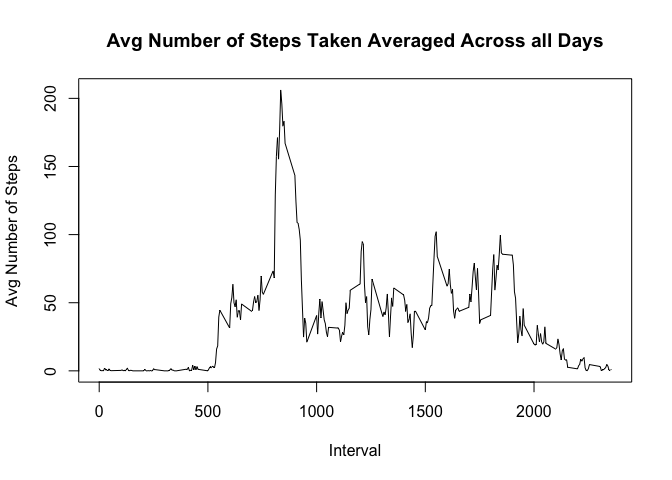 Avg Number of Steps Taken Averaged Across all Days
Avg Number of Steps
200
150
100
50
0
0 500 1000 1500 2000
Interval